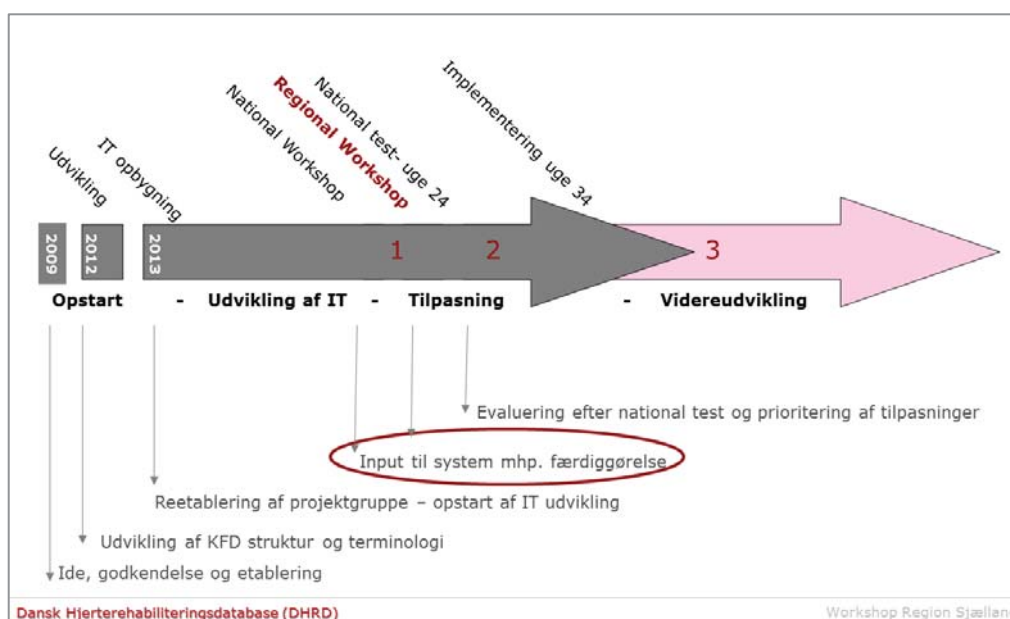 Udvikling
IT opbygning
National Workshop
Regional Workshop
National test- uge 24
Implementering uge 34
2009
2012
2013
1
2
3
Opstart - Udvikling af IT - Tilpasning - Videreudvikling
Evaluering efter national test og prioritering af tilpasninger
Input til system mhp. færdiggørelse
Reetablering af projektgruppe – opstart af IT udvikling
Udvikling af KFD struktur og terminologi
Ide, godkendelse og etablering
Dansk Hjerterehabiliteringsdatabase (DHRD)
Workshop Region Sjællan